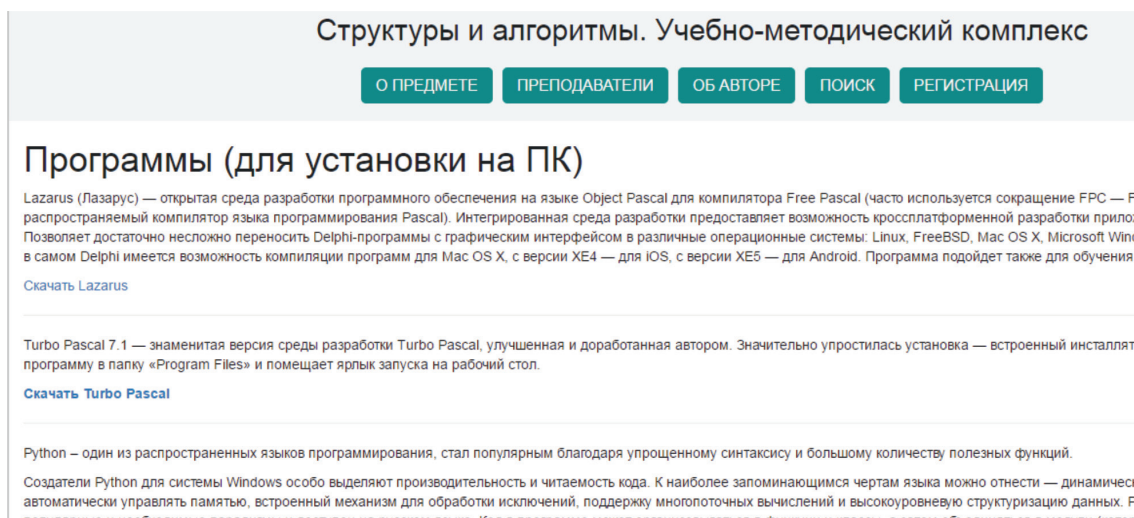 Структуры и алгоритмы. Учебно-методический комплекс
О ПРЕДМЕТЕ ПРЕПОДАВАТЕЛИ ОБ АВТОРЕ ПОИСК РЕГИСТРАЦИЯ
Программы (для установки на ПК)
Lazarus (Лазарус) — открытая среда разработки программного обеспечения на языке Object Pascal для компилятора Free Pascal (часто используется сокращение FPC —
распространяемый компилятор языка программирования Pascal). Интегрированная среда разработки предоставляет возможность кроссплатформенной разработки
Позволяет достаточно несложно переносить Delphi-программы с графическим интерфейсом в различные операционные системы: Linux, FreeBSD, Mac OS X, Microsoft
в самом Delphi имеется возможность компиляции программ для Mac OS X, с версии XE4 — для iOS, с версии XE5 — для Android. Программа подойдет также для обучения
Скачать Lazarus
Turbo Pascal 7.1 — знаменитая версия среды разработки Turbo Pascal, улучшенная и доработанная автором. Значительно упростилась установка — встроенный
программу в папку «Program Files» и помещает ярлык запуска на рабочий стол.
Скачать Turbo Pascal
Python – один из распространенных языков программирования, стал популярным благодаря упрощенному синтаксису и большому количеству полезных функций.
Создатели Python для системы Windows особо выделяют производительность и читаемость кода. К наиболее запоминающимся чертам языка можно отнести —
автоматически управлять памятью, встроенный механизм для обработки исключений, поддержку многопоточных вычислений и высокоуровневую структуризацию данных.